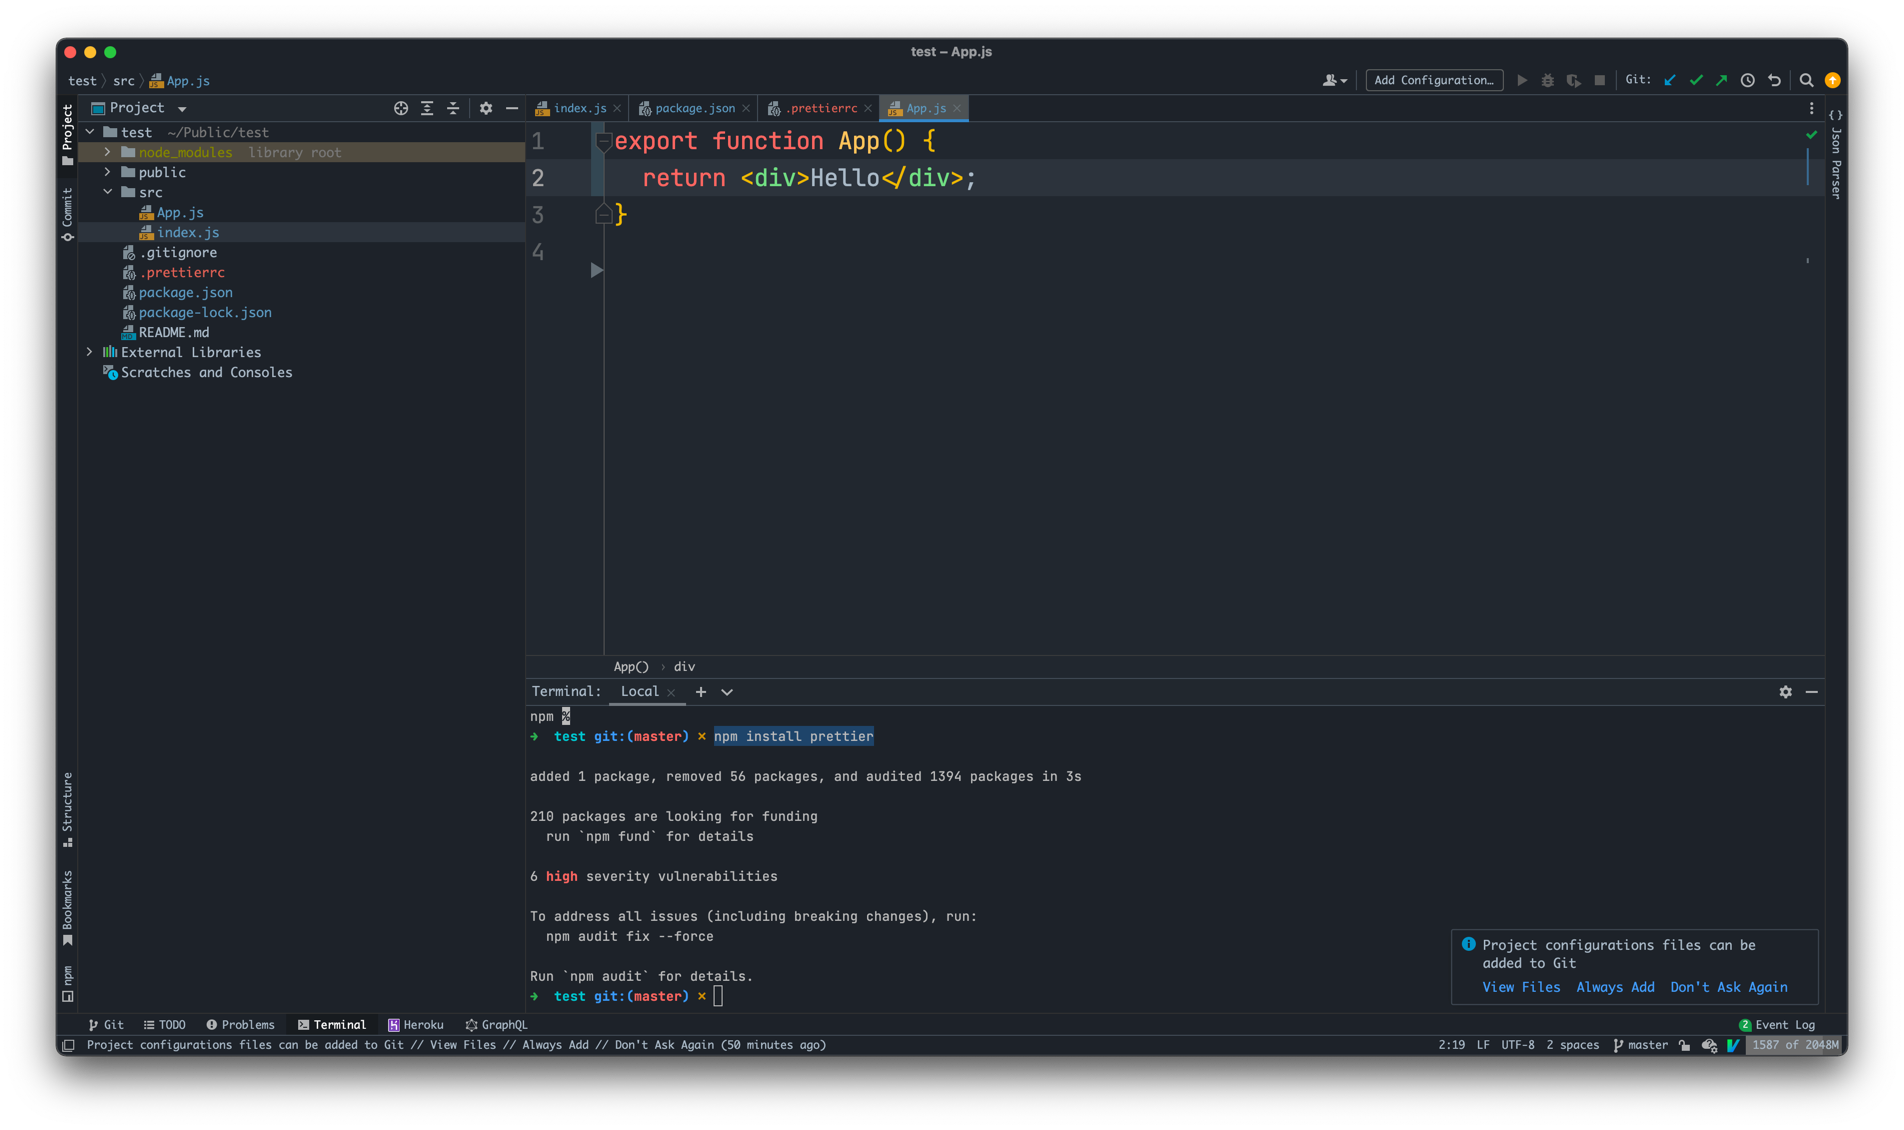 test – App.js
test src App.js
Add Configuration… Git:
Project
index.js package.json .prettierrc App.js
Project
Commit
Structure
Bookmarks
npm
test ~/Public/test
node_modules library root
public
src
App.js
index.js
.gitignore
.prettierrc
package.json
package-lock.json
README.md
External Libraries
Scratches and Consoles
1 export function App() {
2 return <div>Hello</div>;
3 }
4
Json Parser
App() › div
Terminal: Local × +
npm %
→ test git:(master) × npm install prettier
added 1 package, removed 56 packages, and audited 1394 packages in 3s
210 packages are looking for funding
run `npm fund` for details
6 high severity vulnerabilities
To address all issues (including breaking changes), run:
npm audit fix --force
Run `npm audit` for details.
→ test git:(master) ×
Project configurations files can be
added to Git
View Files Always Add Don't Ask Again
Git TODO Problems Terminal Heroku GraphQL 2 Event Log
Project configurations files can be added to Git // View Files // Always Add // Don't Ask Again (50 minutes ago) 2:19 LF UTF-8 2 spaces master 1587 of 2048M